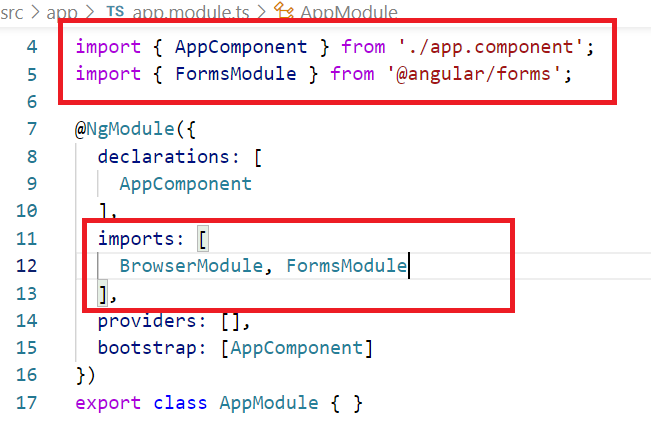 src > app > TS app.module.ts > AppModule
4 import { AppComponent } from './app.component';
5 import { FormsModule } from '@angular/forms';
6
7 @NgModule({
8 declarations: [
9 AppComponent
10 ],
11 imports: [
12 BrowserModule, FormsModule
13 ],
14 providers: [],
15 bootstrap: [AppComponent]
16 })
17 export class AppModule { }